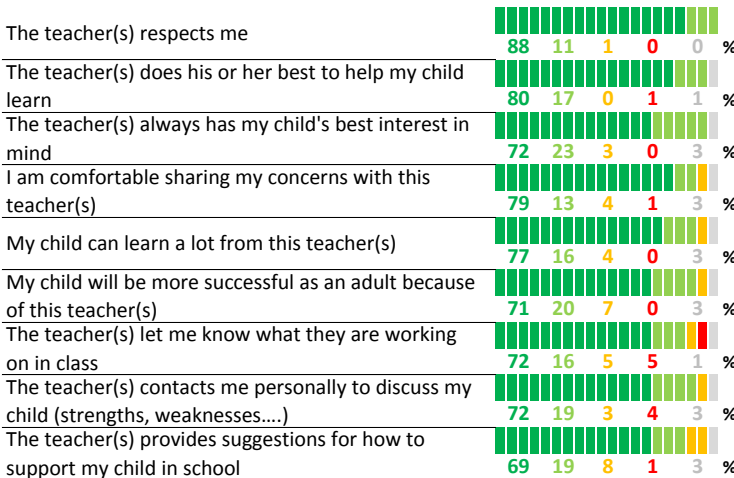 The teacher(s) respects me
88 11 1 0 0 %
The teacher(s) does his or her best to help my child
learn
80 17 0 1 1 %
The teacher(s) always has my child's best interest in
mind
72 23 3 0 3 %
I am comfortable sharing my concerns with this
teacher(s)
79 13 4 1 3 %
My child can learn a lot from this teacher(s)
77 16 4 0 3 %
My child will be more successful as an adult because
of this teacher(s)
71 20 7 0 3 %
The teacher(s) let me know what they are working
on in class
72 16 5 5 1 %
The teacher(s) contacts me personally to discuss my
child (strengths, weaknesses....)
72 19 3 4 3 %
The teacher(s) provides suggestions for how to
support my child in school
69 19 8 1 3 %